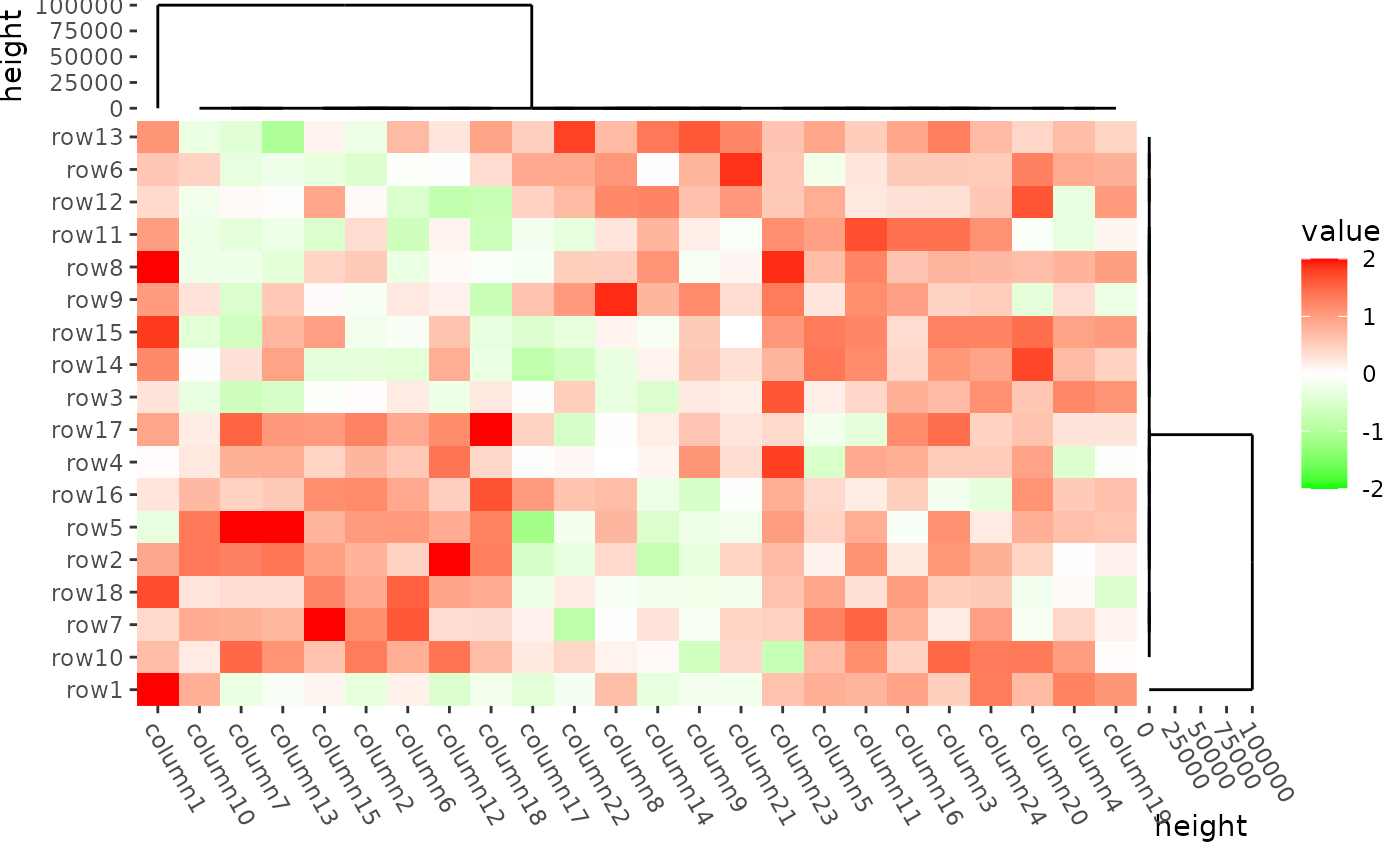 height
100000
75000
50000
25000
0
row13
row6
row12
row11
row8
row9
row15
row14
row3
row17
row4
row16
row5
row2
row18
row7
row10
row1
column1
column10
column7
column13
column15
column2
column6
column12
column18
column17
column22
column8
column14
column9
column21
column23
column5
column11
column16
column3
column24
column20
column4
column19
0
25000
50000
75000
100000
height
value
2
1
0
-1
-2